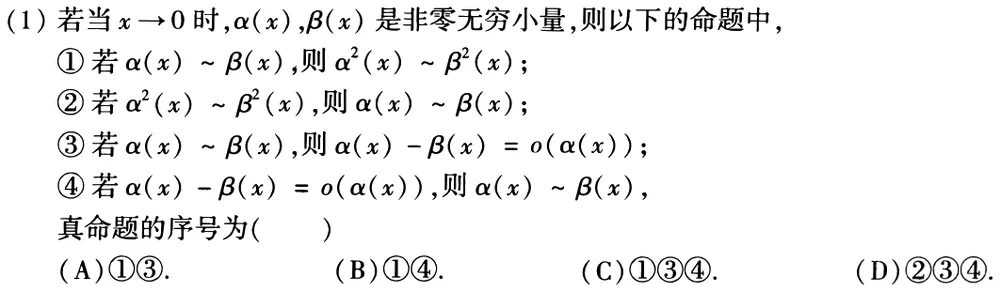 (1) 若当 x→0 时,α(x),β(x) 是非零无穷小量,则以下的命题中,
① 若 α(x) ~ β(x),则 α²(x) ~ β²(x);
② 若 α²(x) ~ β²(x),则 α(x) ~ β(x);
③ 若 α(x) ~ β(x),则 α(x) - β(x) = o(α(x));
④ 若 α(x) - β(x) = o(α(x)),则 α(x) ~ β(x),
真命题的序号为(  )
(A)①③. (B)①④. (C)①③④. (D)②③④.